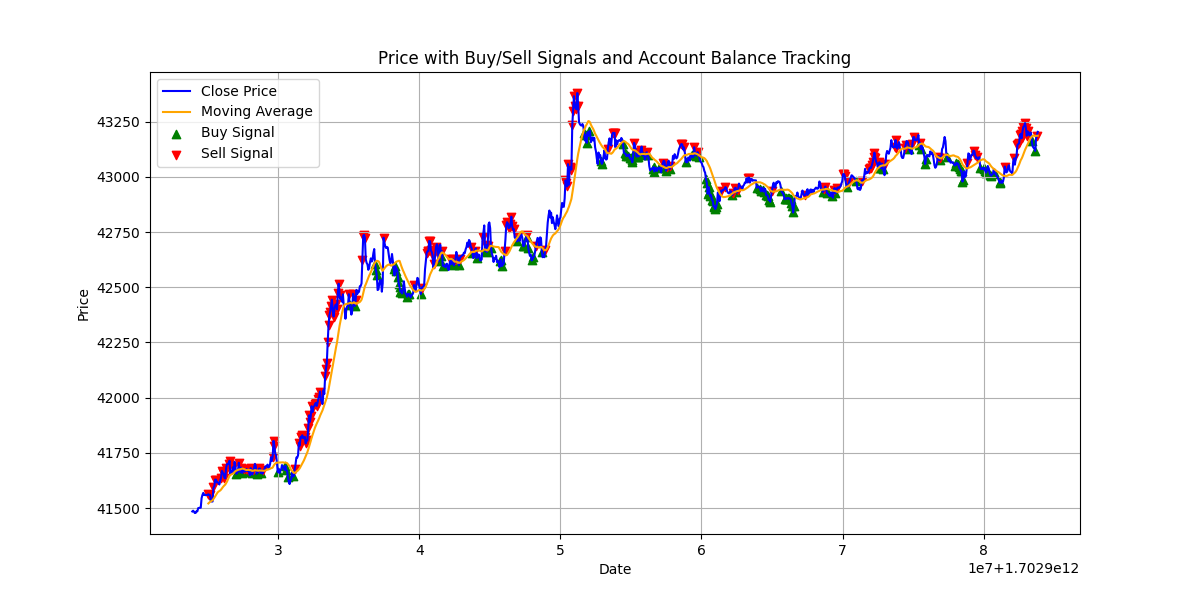 Price with Buy/Sell Signals and Account Balance Tracking
Close Price
Moving Average
Buy Signal
Sell Signal
43250
43000
42750
42500
42250
42000
41750
41500
Price
3 4 5 6 7 8
Date
1e7+1.7029e12